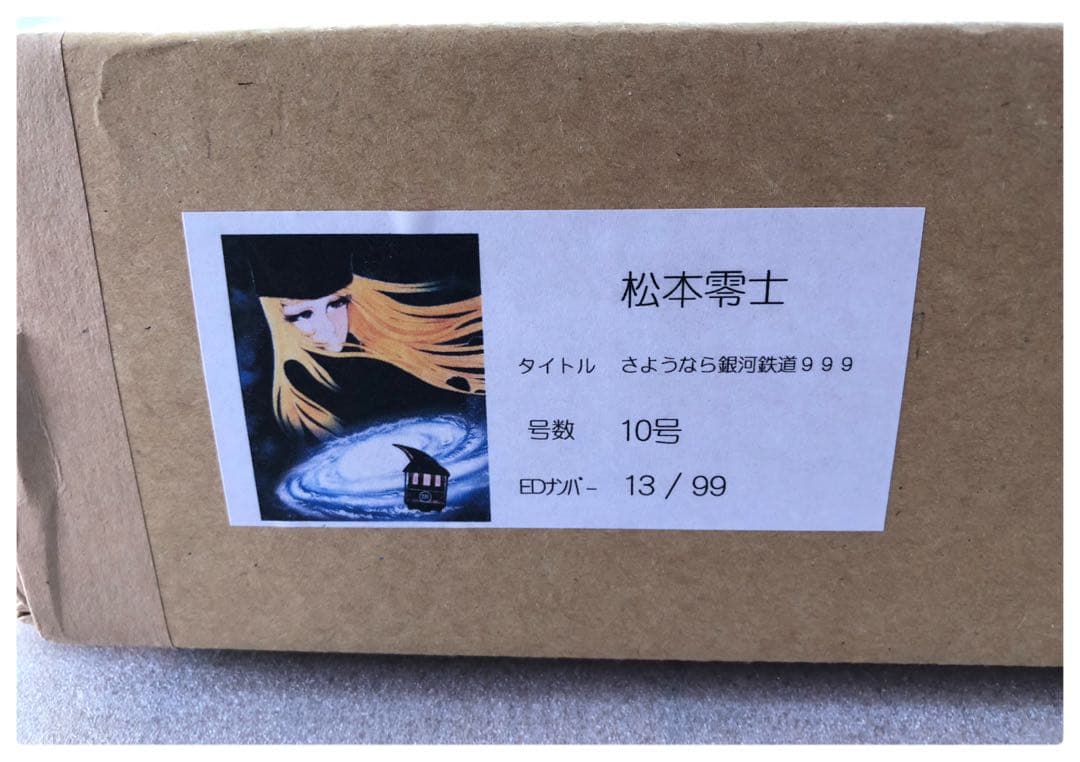 松本零士
タイトル さようなら銀河鉄道999
号数 10号
EDﾅﾝﾊﾞｰ 13 / 99